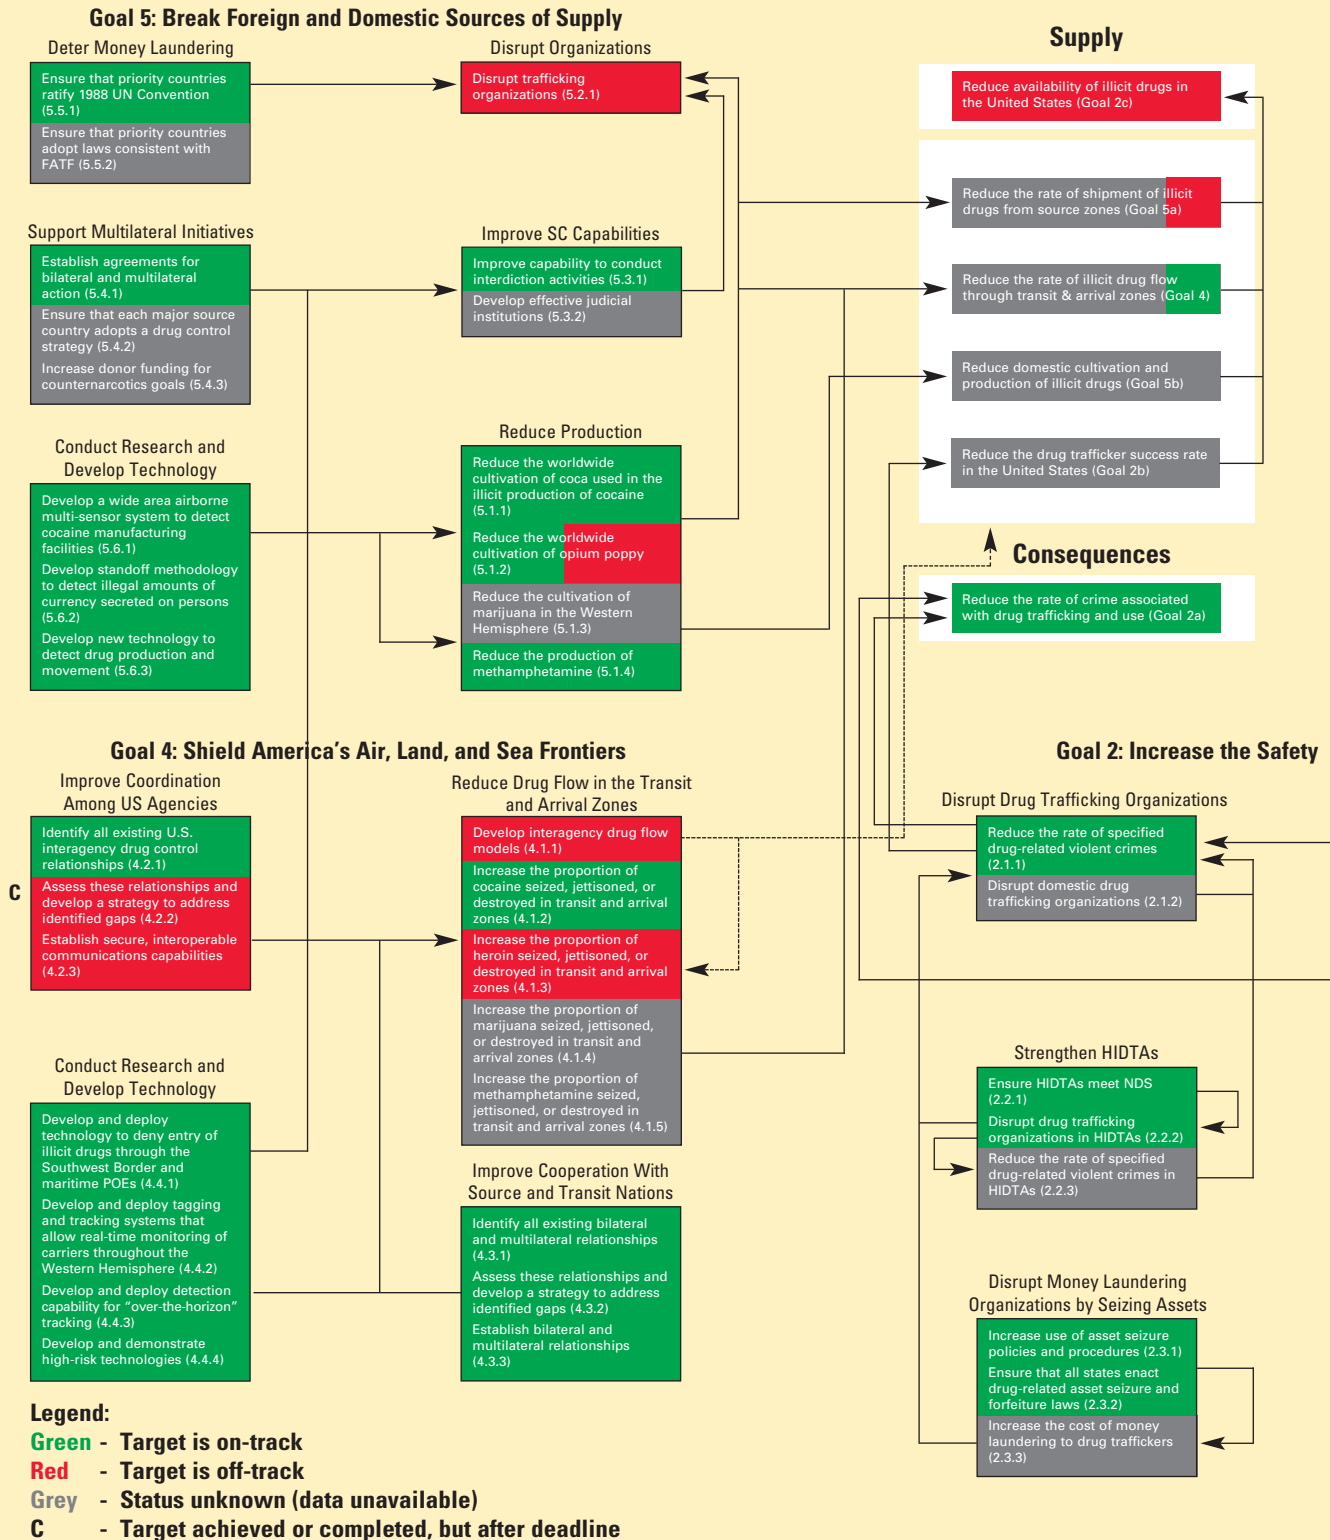 Goal 5: Break Foreign and Domestic Sources of Supply
Deter Money Laundering
Ensure that priority countries
ratify 1988 UN Convention
(5.5.1)
Ensure that priority countries
adopt laws consistent with
FATF (5.5.2)
Disrupt Organizations
Disrupt trafficking
organizations (5.2.1)
Support Multilateral Initiatives
Establish agreements for
bilateral and multilateral
action (5.4.1)
Ensure that each major source
country adopts a drug control
strategy (5.4.2)
Increase donor funding for
counternarcotics goals (5.4.3)
Improve SC Capabilities
Improve capability to conduct
interdiction activities (5.3.1)
Develop effective judicial
institutions (5.3.2)
Conduct Research and
Develop Technology
Develop a wide area airborne
multi-sensor system to detect
cocaine manufacturing
facilities (5.6.1)
Develop standoff methodology
to detect illegal amounts of
currency secreted on persons
(5.6.2)
Develop new technology to
detect drug production and
movement (5.6.3)
Reduce Production
Reduce the worldwide
cultivation of coca used in the
illicit production of cocaine
(5.1.1)
Reduce the worldwide
cultivation of opium poppy
(5.1.2)
Reduce the cultivation of
marijuana in the Western
Hemisphere (5.1.3)
Reduce the production of
methamphetamine (5.1.4)
Supply
Reduce availability of illicit drugs in
the United States (Goal 2c)
Reduce the rate of shipment of illicit
drugs from source zones (Goal 5a)
Reduce the rate of illicit drug flow
through transit & arrival zones (Goal 4)
Reduce domestic cultivation and
production of illicit drugs (Goal 5b)
Reduce the drug trafficker success rate
in the United States (Goal 2b)
Consequences
Reduce the rate of crime associated
with drug trafficking and use (Goal 2a)
Goal 4: Shield America's Air, Land, and Sea Frontiers
Improve Coordination
Among US Agencies
Identify all existing U.S.
interagency drug control
relationships (4.2.1)
C
Assess these relationships and
develop a strategy to address
identified gaps (4.2.2)
Establish secure, interoperable
communications capabilities
(4.2.3)
Reduce Drug Flow in the Transit
and Arrival Zones
Develop interagency drug flow
models (4.1.1)
Increase the proportion of
cocaine seized, jettisoned, or
destroyed in transit and arrival
zones (4.1.2)
Increase the proportion of
heroin seized, jettisoned, or
destroyed in transit and arrival
zones (4.1.3)
Increase the proportion of
marijuana seized, jettisoned,
or destroyed in transit and
arrival zones (4.1.4)
Increase the proportion of
methamphetamine seized,
jettisoned, or destroyed in
transit and arrival zones (4.1.5)
Conduct Research and
Develop Technology
Develop and deploy
technology to deny entry of
illicit drugs through the
Southwest Border and
maritime POEs (4.4.1)
Develop and deploy tagging
and tracking systems that
allow real-time monitoring of
carriers throughout the
Western Hemisphere (4.4.2)
Develop and deploy detection
capability for "over-the-horizon"
tracking (4.4.3)
Develop and demonstrate
high-risk technologies (4.4.4)
Improve Cooperation With
Source and Transit Nations
Identify all existing bilateral
and multilateral relationships
(4.3.1)
Assess these relationships and
develop a strategy to address
identified gaps (4.3.2)
Establish bilateral and
multilateral relationships
(4.3.3)
Goal 2: Increase the Safety
Disrupt Drug Trafficking Organizations
Reduce the rate of specified
drug-related violent crimes
(2.1.1)
Disrupt domestic drug
trafficking organizations (2.1.2)
Strengthen HIDTAs
Ensure HIDTAs meet NDS
(2.2.1)
Disrupt drug trafficking
organizations in HIDTAs (2.2.2)
Reduce the rate of specified
drug-related violent crimes in
HIDTAs (2.2.3)
Disrupt Money Laundering
Organizations by Seizing Assets
Increase use of asset seizure
policies and procedures (2.3.1)
Ensure that all states enact
drug-related asset seizure and
forfeiture laws (2.3.2)
Increase the cost of money
laundering to drug traffickers
(2.3.3)
Legend:
Green - Target is on-track
Red - Target is off-track
Grey - Status unknown (data unavailable)
C - Target achieved or completed, but after deadline